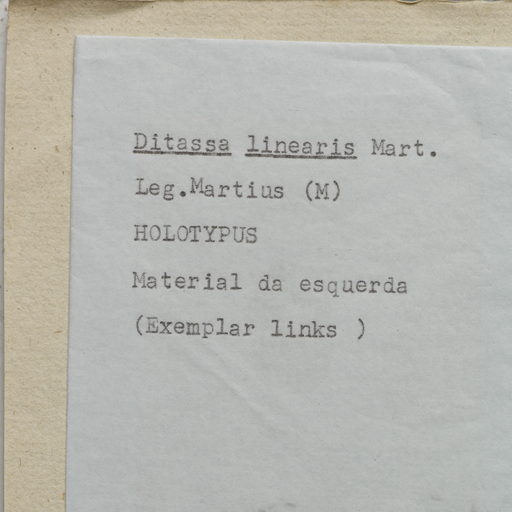 Ditassa linearis Mart.
Leg.Martius (M)
HOLOTYPUS
Material da esquerda
(Exemplar links )